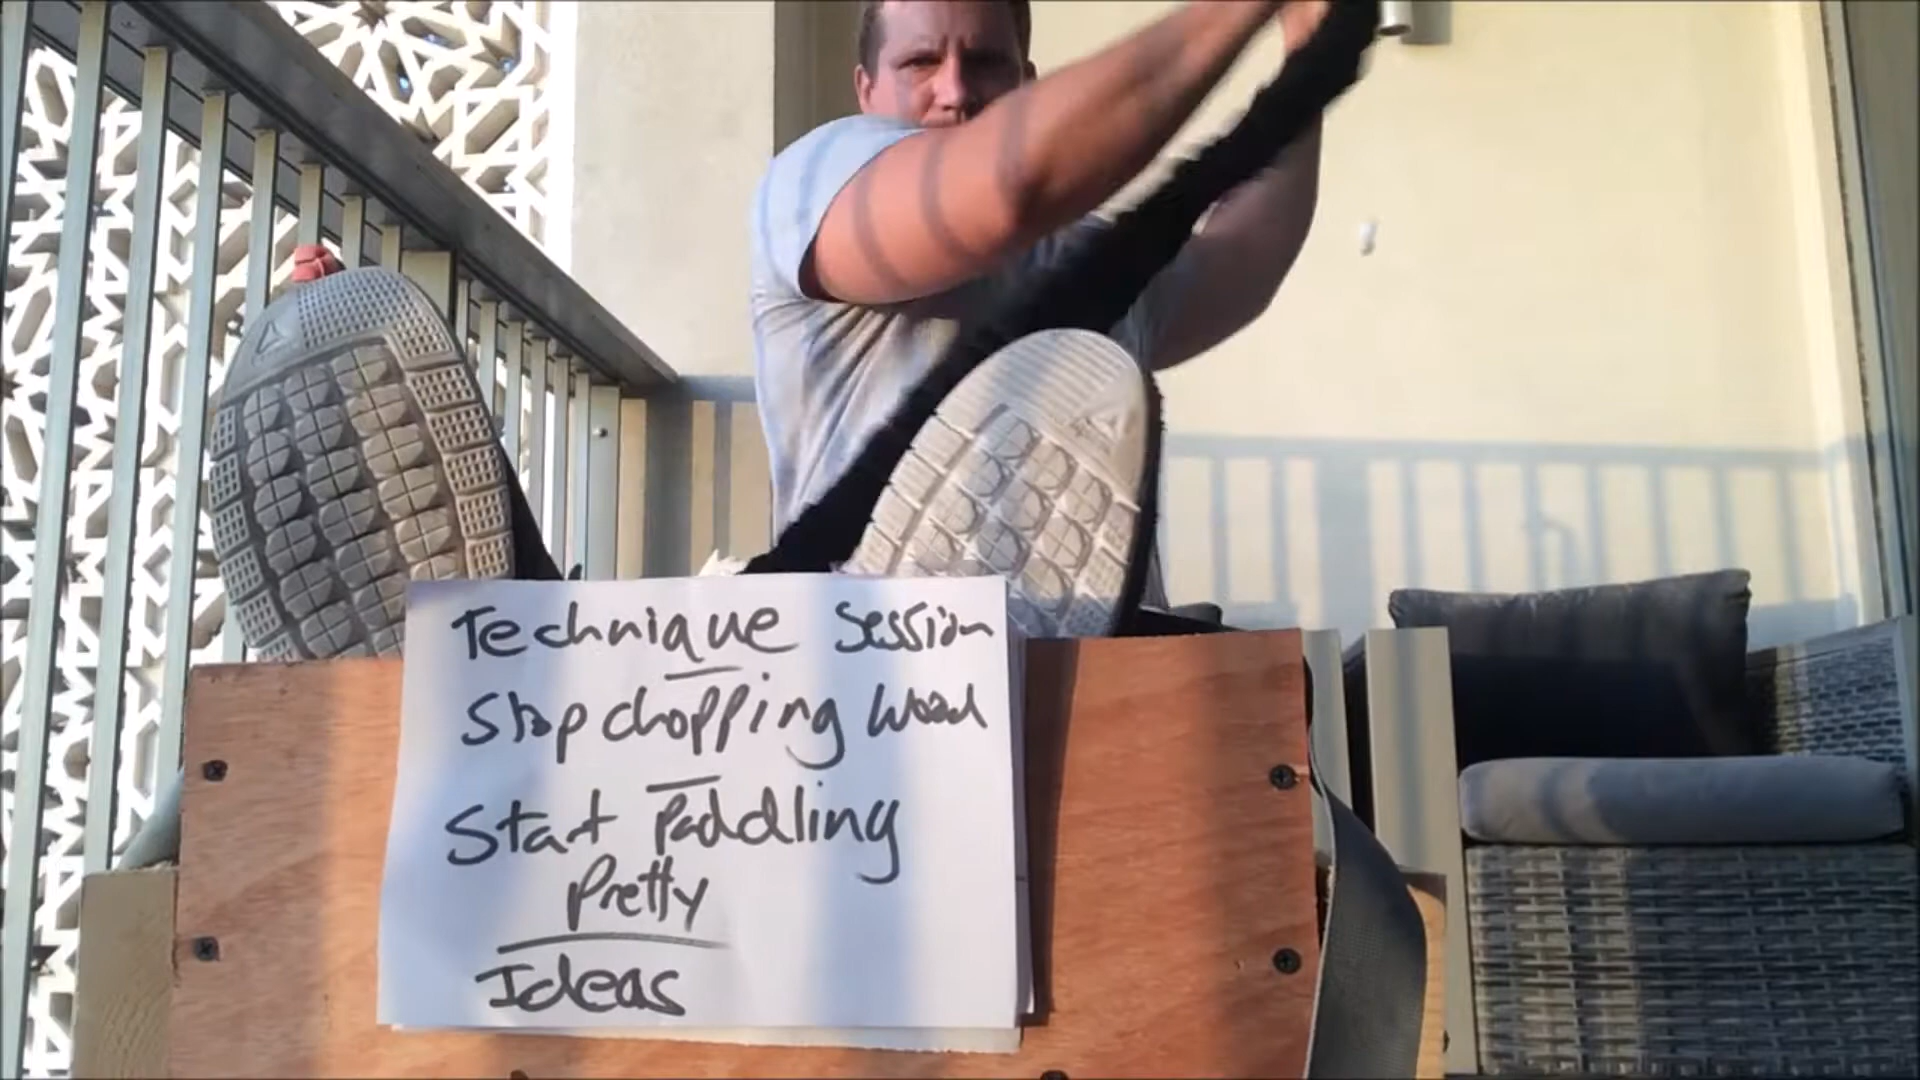 Technique Session
Stop chopping Wood
Start Paddling
Pretty
Ideas